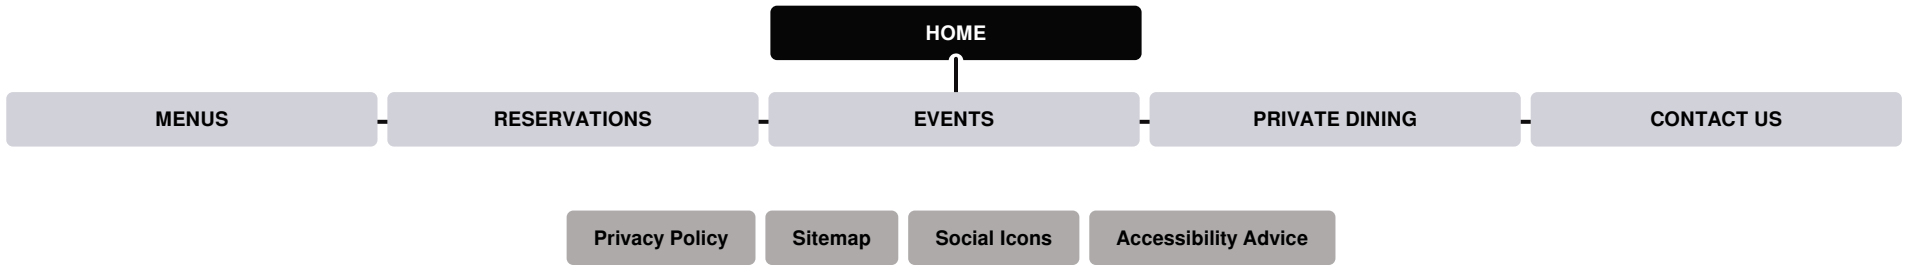 HOME
MENUS RESERVATIONS EVENTS PRIVATE DINING CONTACT US
Privacy Policy Sitemap Social Icons Accessibility Advice